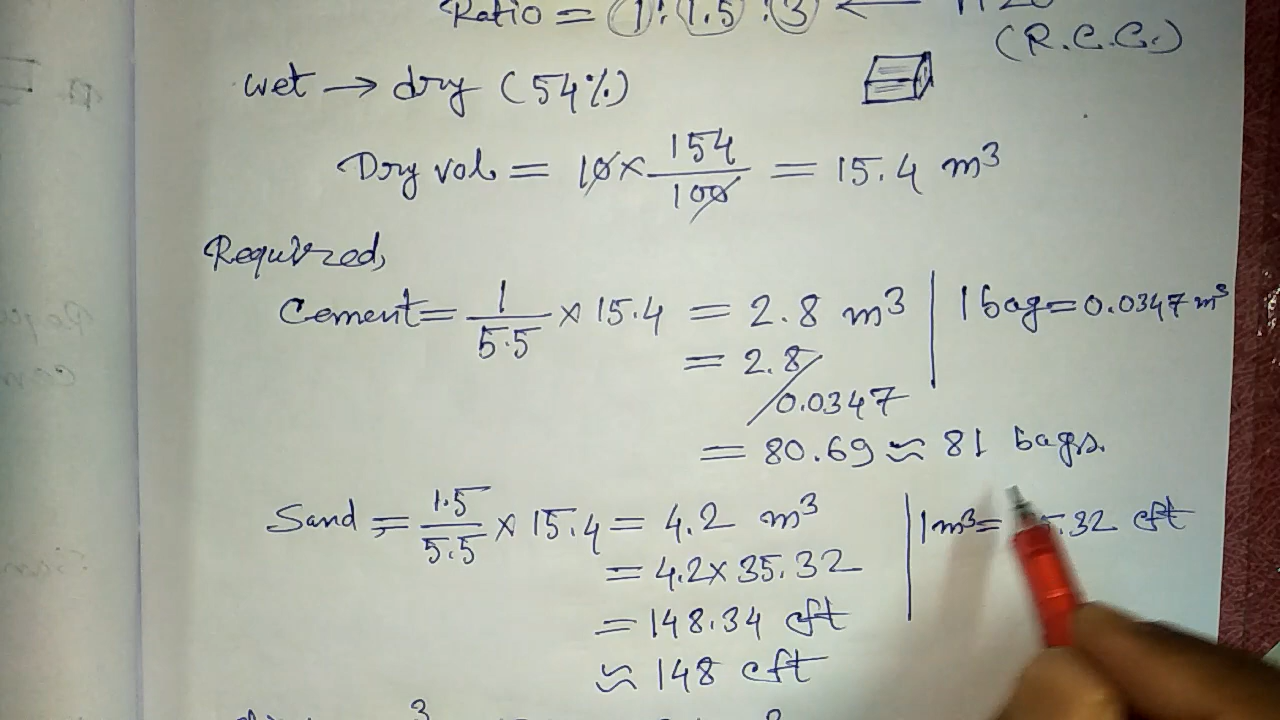 Ratio = 1 : 1.5 : 3 ←
(R.C.C.)
wet → dry (54%)
Dry vol. = 10 × 154/100 = 15.4 m³
Required,
Cement = 1/5.5 × 15.4 = 2.8 m³ | 1 bag = 0.0347 m³
= 2.8/0.0347
= 80.69 ≈ 81 bags.
Sand = 1.5/5.5 × 15.4 = 4.2 m³ | 1 m³ = 5.32 cft
= 4.2 × 35.32
= 148.34 cft
≈ 148 cft